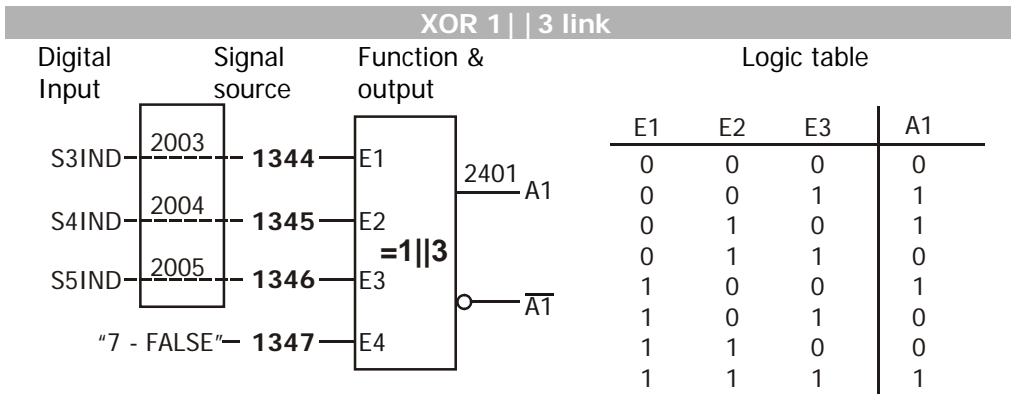 XOR 1||3 link
Digital Input
Signal source
Function & output
Logic table
S3IND 2003 1344 E1
S4IND 2004 1345 E2
S5IND 2005 1346 E3
"7 - FALSE" 1347 E4
=1||3
2401 A1
A1
E1 E2 E3 A1
0 0 0 0
0 0 1 1
0 1 0 1
0 1 1 0
1 0 0 1
1 0 1 0
1 1 0 0
1 1 1 1